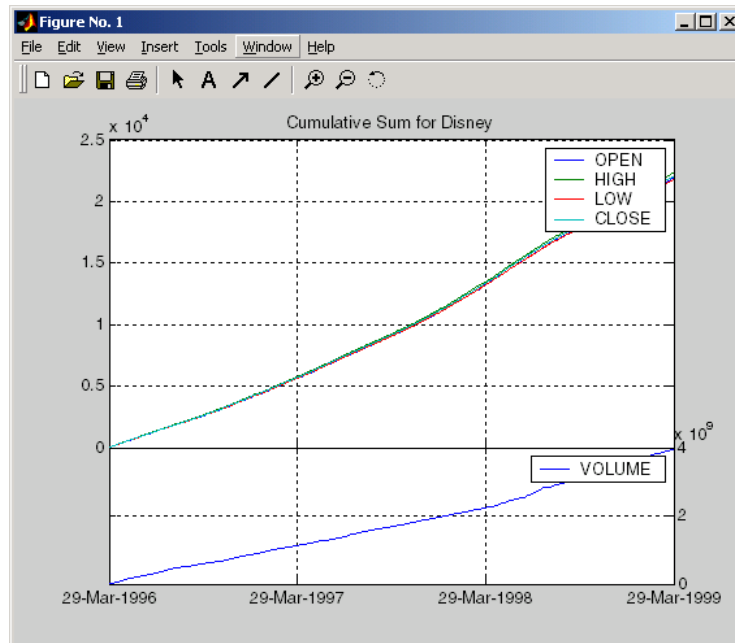 Figure No. 1
File Edit View Insert Tools Window Help
A
Cumulative Sum for Disney
x 10^4
2.5
2
1.5
1
0.5
0
OPEN
HIGH
LOW
CLOSE
x 10^9
4
2
0
VOLUME
29-Mar-1996 29-Mar-1997 29-Mar-1998 29-Mar-1999